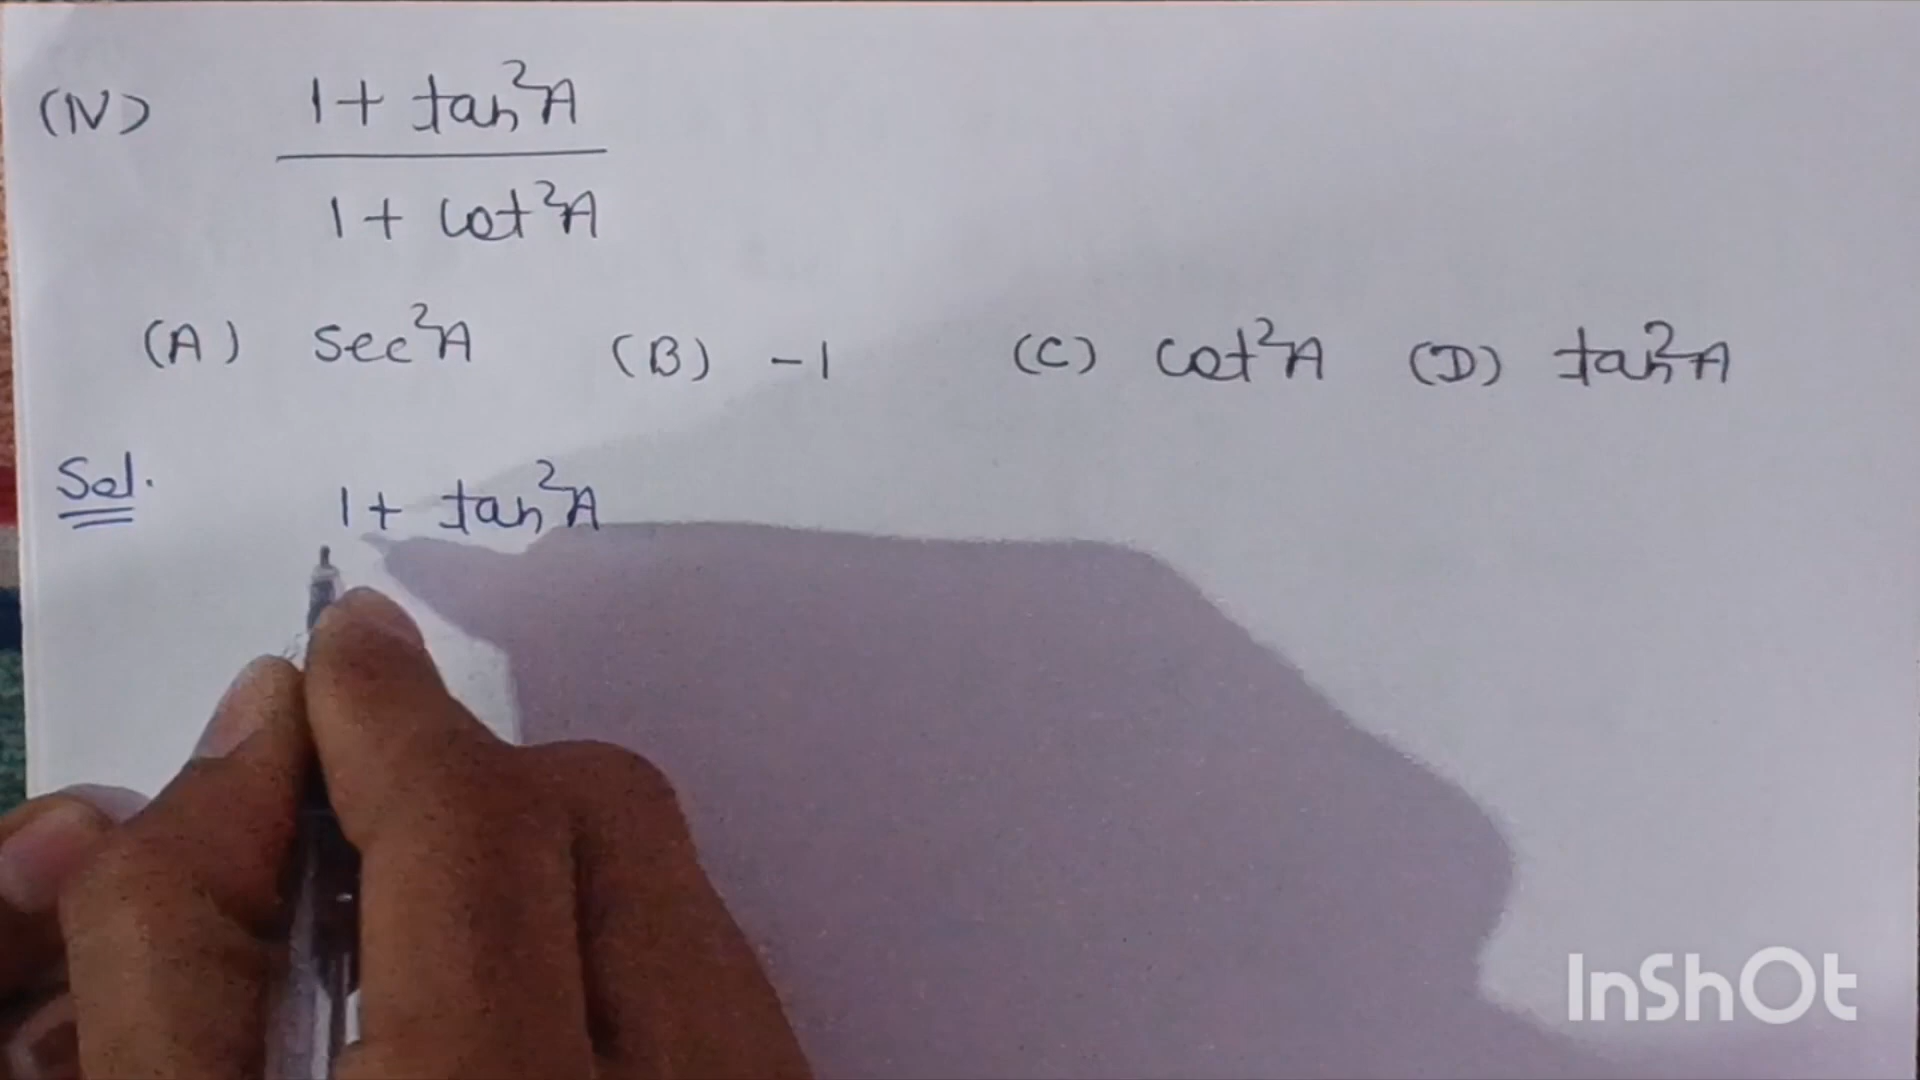 (IV) 1 + tan²A
1 + cot²A
(A) sec²A (B) -1 (C) cot²A (D) tan²A
Sol. 1 + tan²A
InShOt